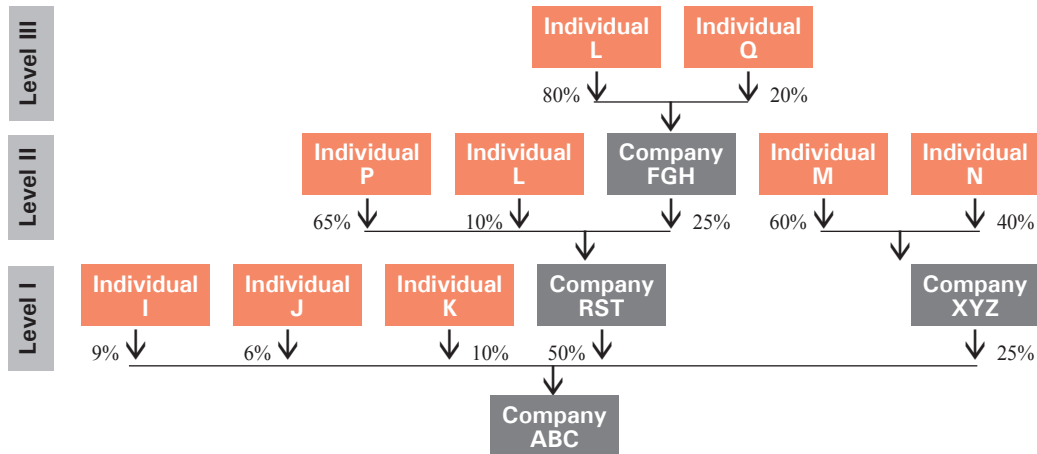 Level III
Individual
L
Individual
Q
80%
20%
Level II
Individual
P
Individual
L
Company
FGH
Individual
M
Individual
N
65%
10%
25%
60%
40%
Level I
Individual
I
Individual
J
Individual
K
Company
RST
Company
XYZ
9%
6%
10%
50%
25%
Company
ABC